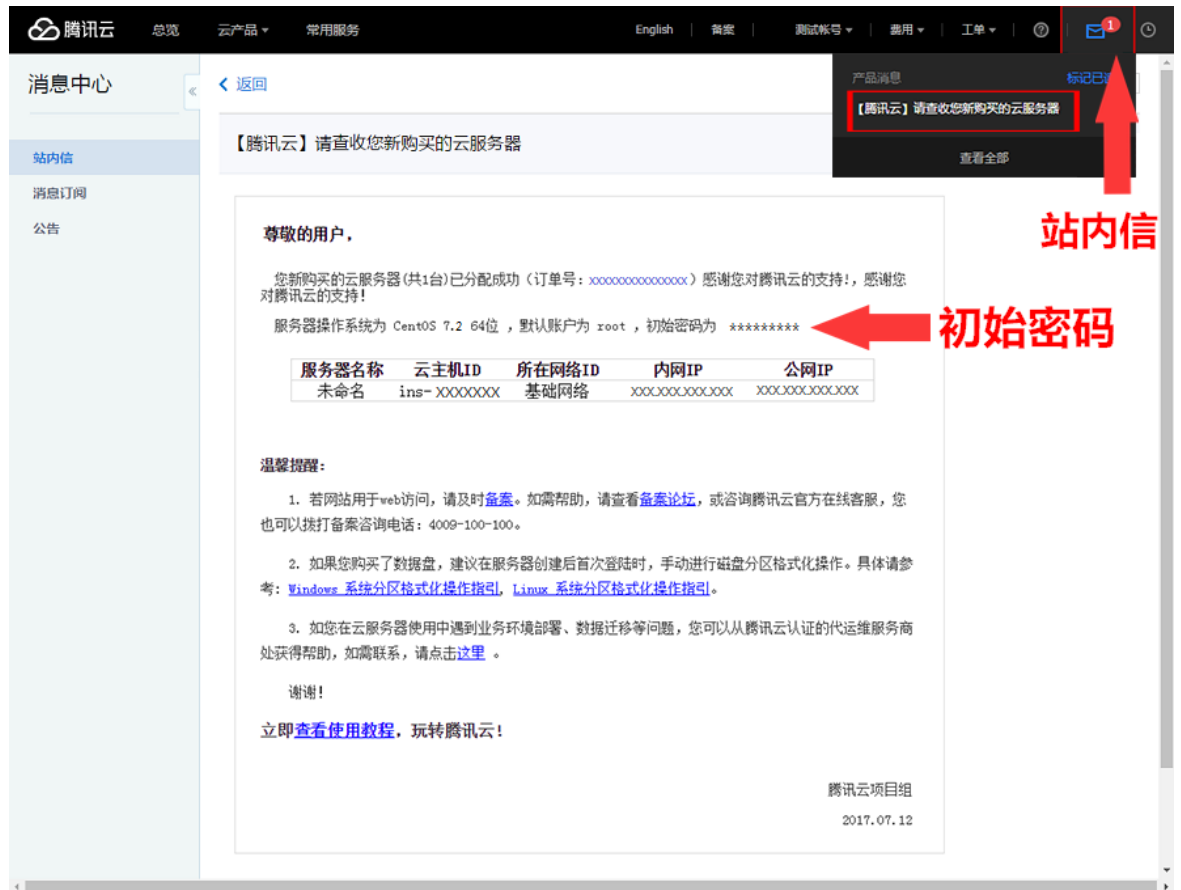 腾讯云 总览 云产品 常用服务 English 备案 测试帐号 费用 工单 1
消息中心
站内信
消息订阅
公告
« 返回
产品消息
【腾讯云】请查收您新购买的云服务器
查看全部
站内信
【腾讯云】请查收您新购买的云服务器
尊敬的用户，
您新购买的云服务器(共1台)已分配成功（订单号：xxxxxxxxxxxxxx）感谢您对腾讯云的支持!，感谢您
对腾讯云的支持!
服务器操作系统为 CentOS 7.2 64位 ，默认账户为 root ，初始密码为 *********
初始密码
服务器名称 云主机ID 所在网络ID 内网IP 公网IP
未命名 ins- XXXXXXX 基础网络 XXX.XXX.XXX.XXX XXX.XXX.XXX.XXX
温馨提醒：
1. 若网站用于web访问，请及时备案。如需帮助，请查看备案论坛，或咨询腾讯云官方在线客服，您
也可以拨打备案咨询电话：4009-100-100。
2. 如果您购买了数据盘，建议在服务器创建后首次登陆时，手动进行磁盘分区格式化操作。具体请参
考: Windows 系统分区格式化操作指引, Linux 系统分区格式化操作指引。
3. 如您在云服务器使用中遇到业务环境部署、数据迁移等问题，您可以从腾讯云认证的代运维服务商
处获得帮助，如需联系，请点击这里 。
谢谢!
立即查看使用教程，玩转腾讯云!
腾讯云项目组
2017.07.12